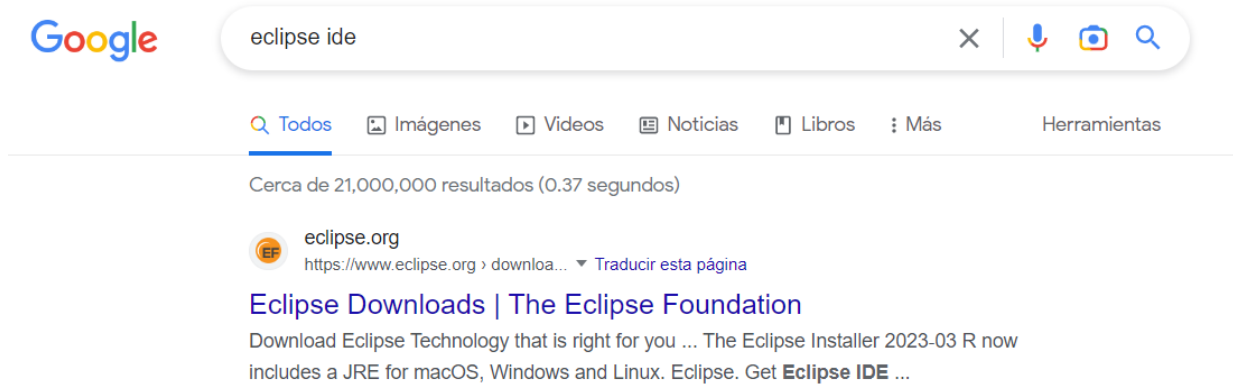 Google
eclipse ide
Todos Imágenes Videos Noticias Libros Más Herramientas
Cerca de 21,000,000 resultados (0.37 segundos)
EF
eclipse.org
https://www.eclipse.org › downloa... Traducir esta página
Eclipse Downloads | The Eclipse Foundation
Download Eclipse Technology that is right for you ... The Eclipse Installer 2023-03 R now
includes a JRE for macOS, Windows and Linux. Eclipse. Get Eclipse IDE ...